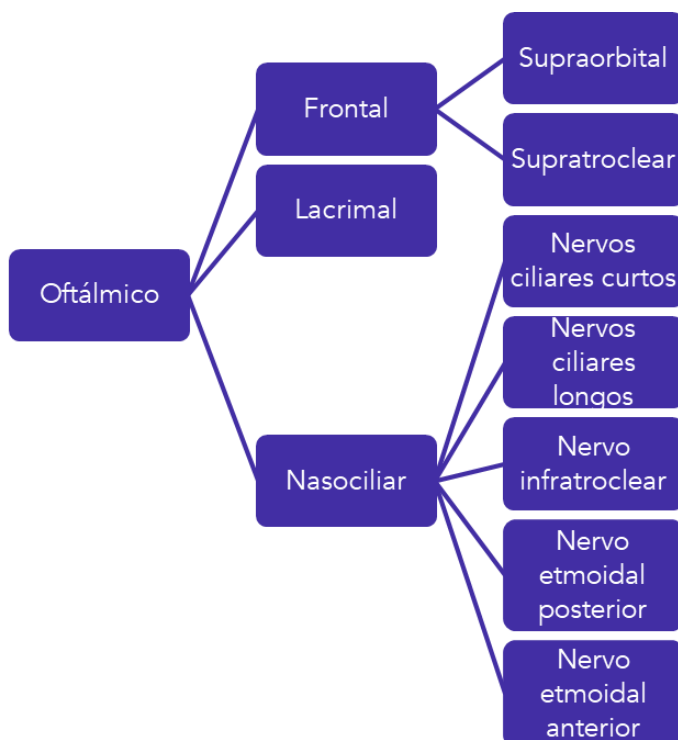 Oftálmico
Frontal
Lacrimal
Nasociliar
Supraorbital
Supratroclear
Nervos
ciliares curtos
Nervos
ciliares
longos
Nervo
infratroclear
Nervo
etmoidal
posterior
Nervo
etmoidal
anterior